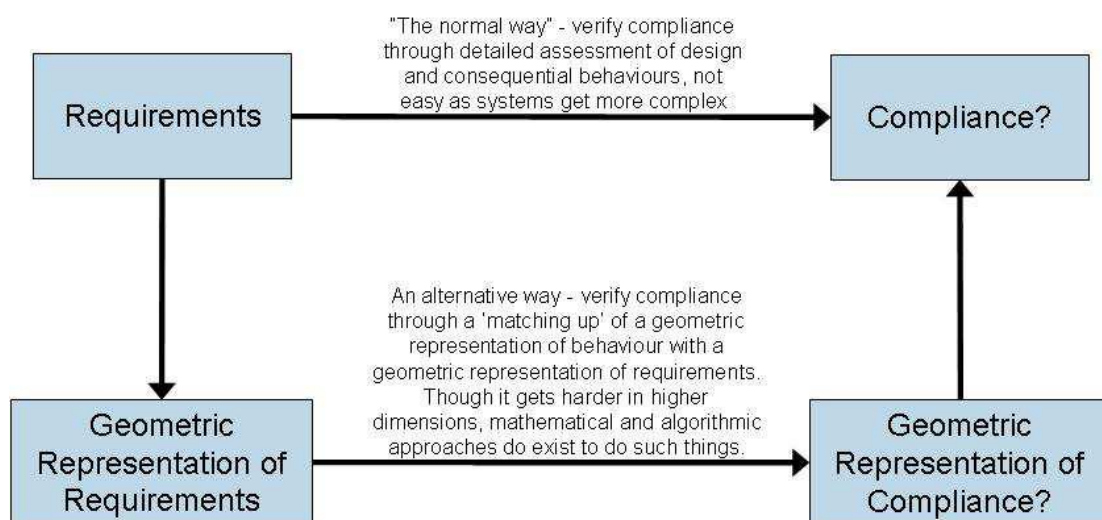 "The normal way" - verify compliance
through detailed assessment of design
and consequential behaviours, not
easy as systems get more complex
Requirements
Compliance?
An alternative way - verify compliance
through a 'matching up' of a geometric
representation of behaviour with a
geometric representation of requirements.
Though it gets harder in higher
dimensions, mathematical and algorithmic
approaches do exist to do such things.
Geometric
Representation of
Requirements
Geometric
Representation of
Compliance?